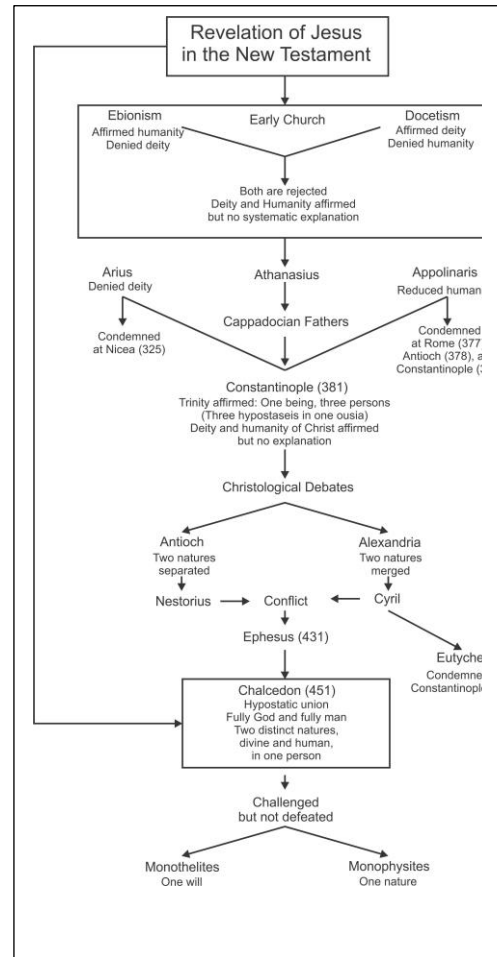 Revelation of Jesus
in the New Testament
Ebionism
Affirmed humanity
Denied deity
Early Church
Docetism
Affirmed deity
Denied humanity
Both are rejected
Deity and Humanity affirmed
but no systematic explanation
Arius
Denied deity
Athanasius
Appolinaris
Reduced human
Condemned
at Nicea (325)
Cappadocian Fathers
Condemned
at Rome (377
Antioch (378), a
Constantinople (3
Constantinople (381)
Trinity affirmed: One being, three persons
(Three hypostaseis in one ousia)
Deity and humanity of Christ affirmed
but no explanation
Christological Debates
Antioch
Two natures
separated
Alexandria
Two natures
merged
Nestorius
Conflict
Cyril
Ephesus (431)
Eutyche
Condemne
Constantinople
Chalcedon (451)
Hypostatic union
Fully God and fully man
Two distinct natures,
divine and human,
in one person
Challenged
but not defeated
Monothelites
One will
Monophysites
One nature